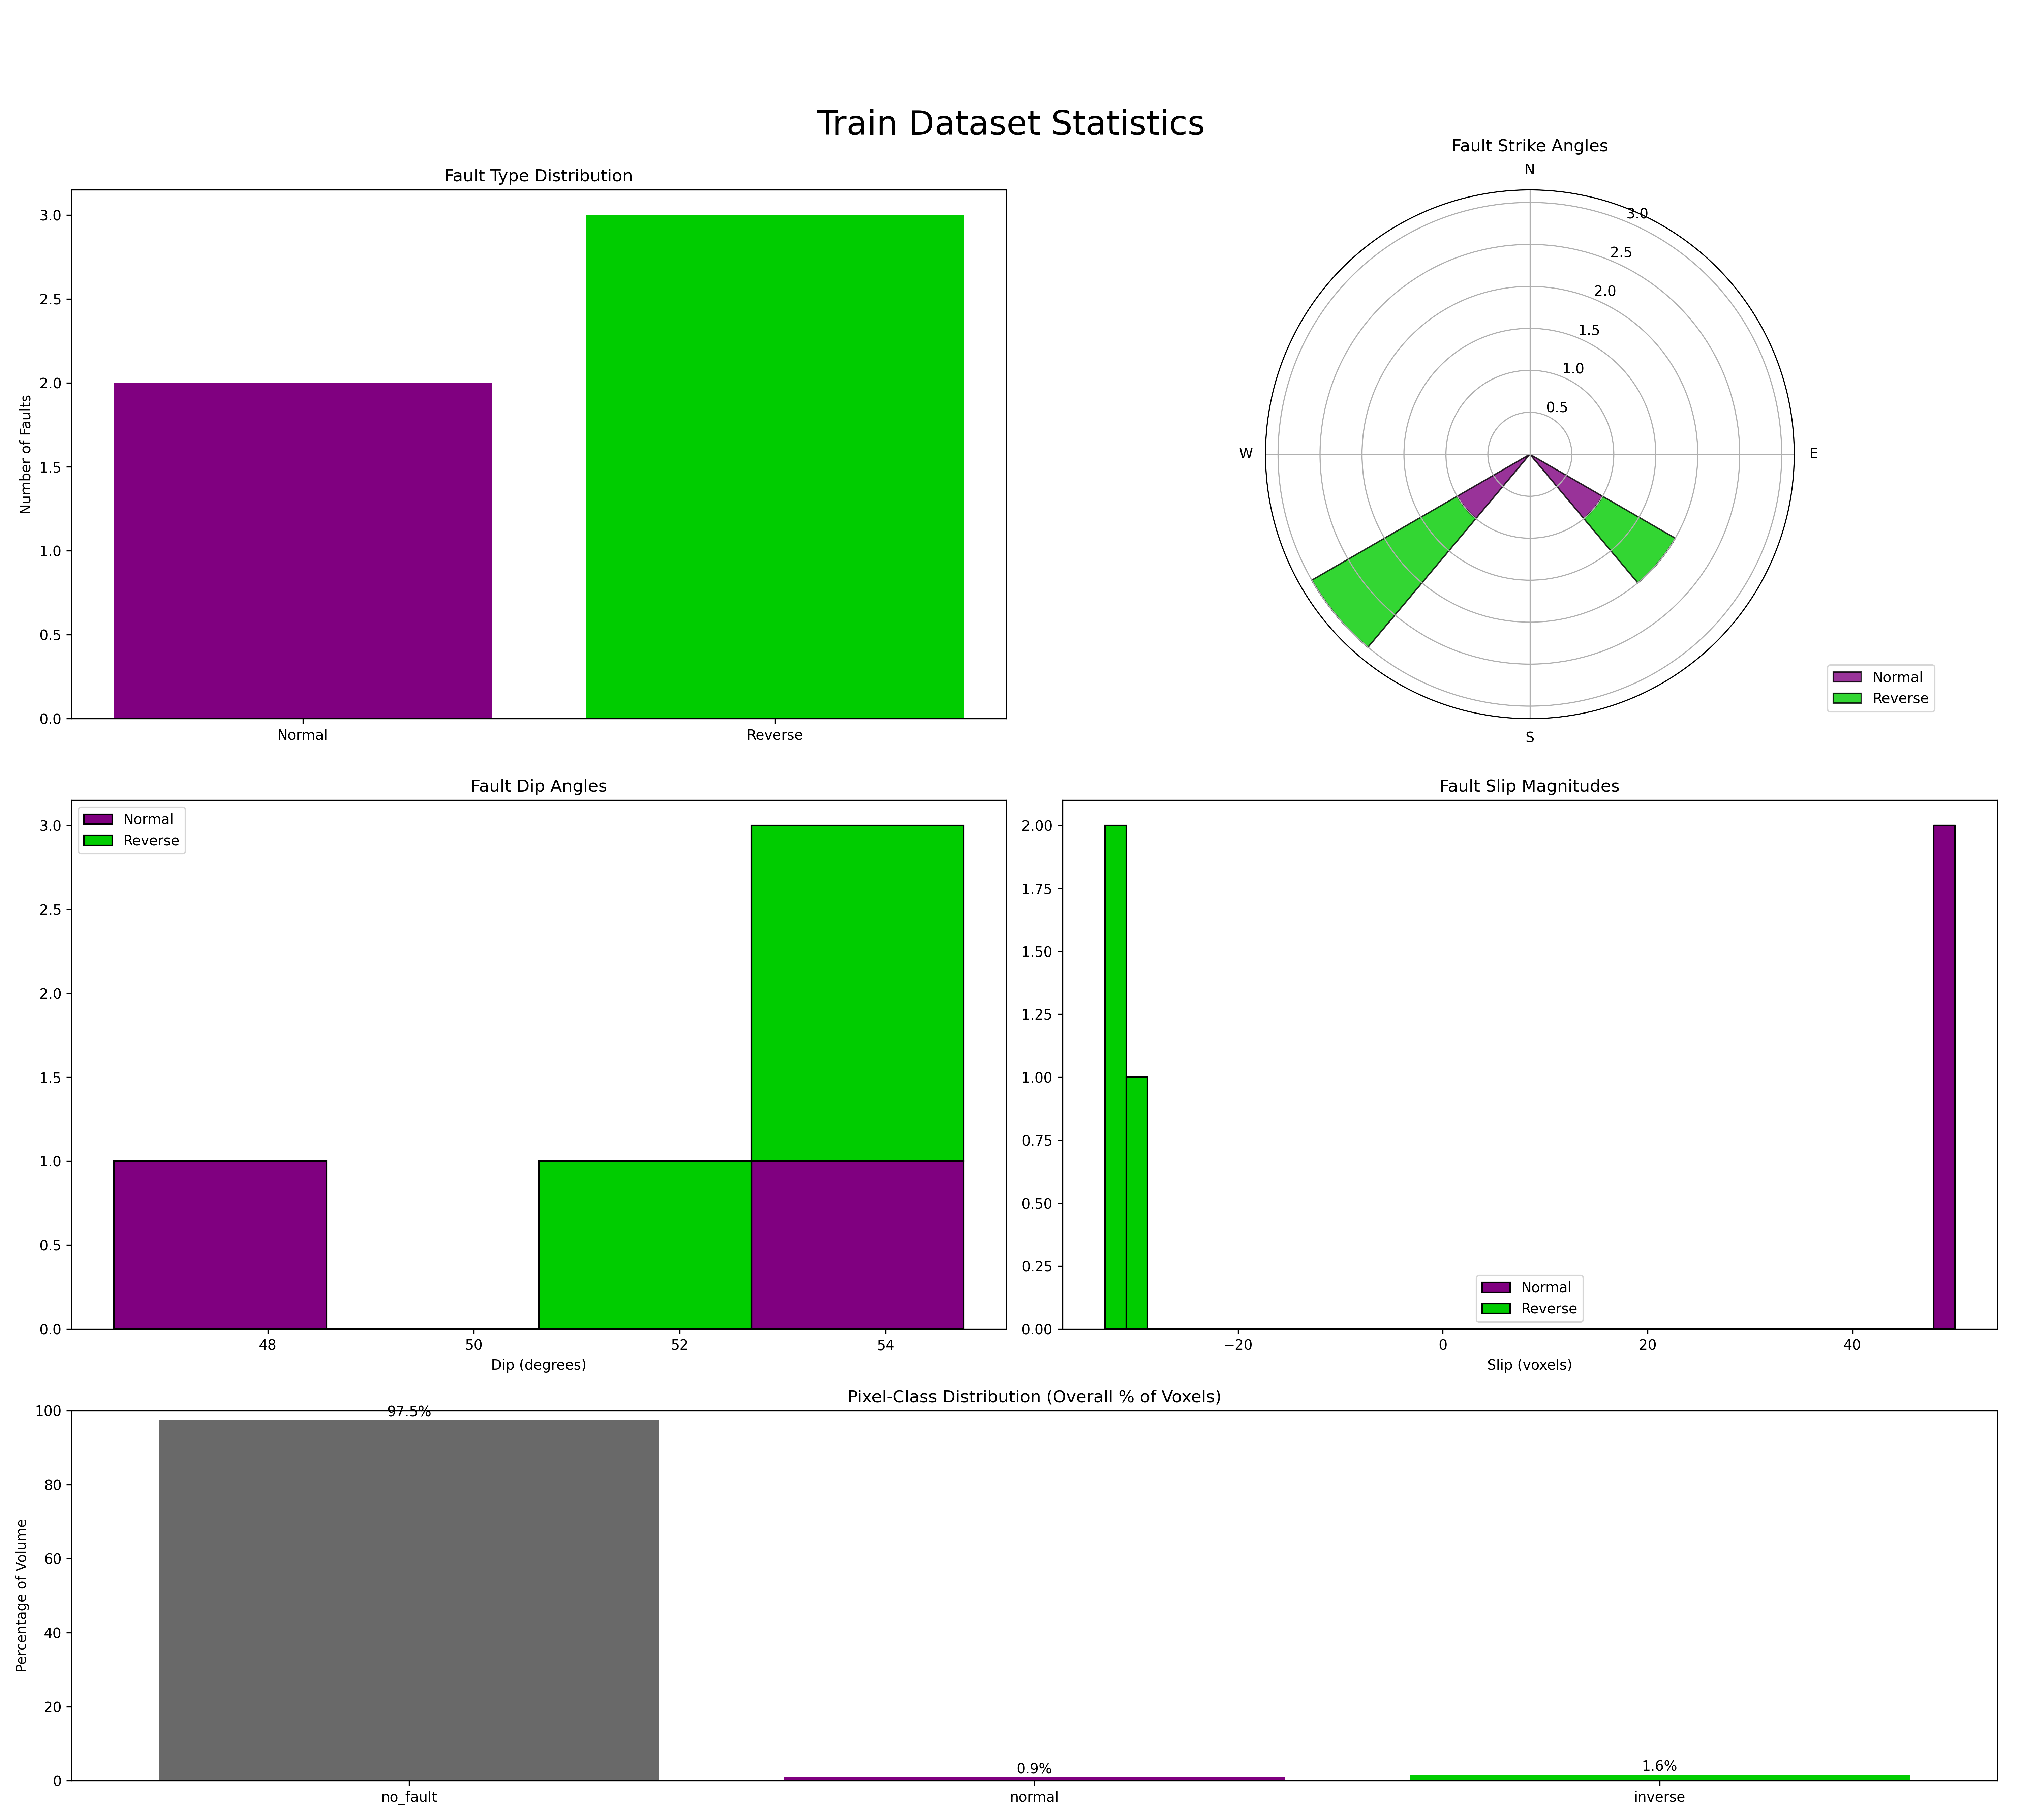 Train Dataset Statistics
Fault Type Distribution
Number of Faults
3.0
2.5
2.0
1.5
1.0
0.5
0.0
Normal
Reverse
Fault Strike Angles
N
3.0
2.5
2.0
1.5
1.0
0.5
W
E
S
Normal
Reverse
Fault Dip Angles
Normal
Reverse
3.0
2.5
2.0
1.5
1.0
0.5
0.0
48
50
52
54
Dip (degrees)
Fault Slip Magnitudes
2.00
1.75
1.50
1.25
1.00
0.75
0.50
0.25
0.00
Normal
Reverse
−20
0
20
40
Slip (voxels)
Pixel-Class Distribution (Overall % of Voxels)
Percentage of Volume
100
80
60
40
20
0
97.5%
0.9%
1.6%
no_fault
normal
inverse